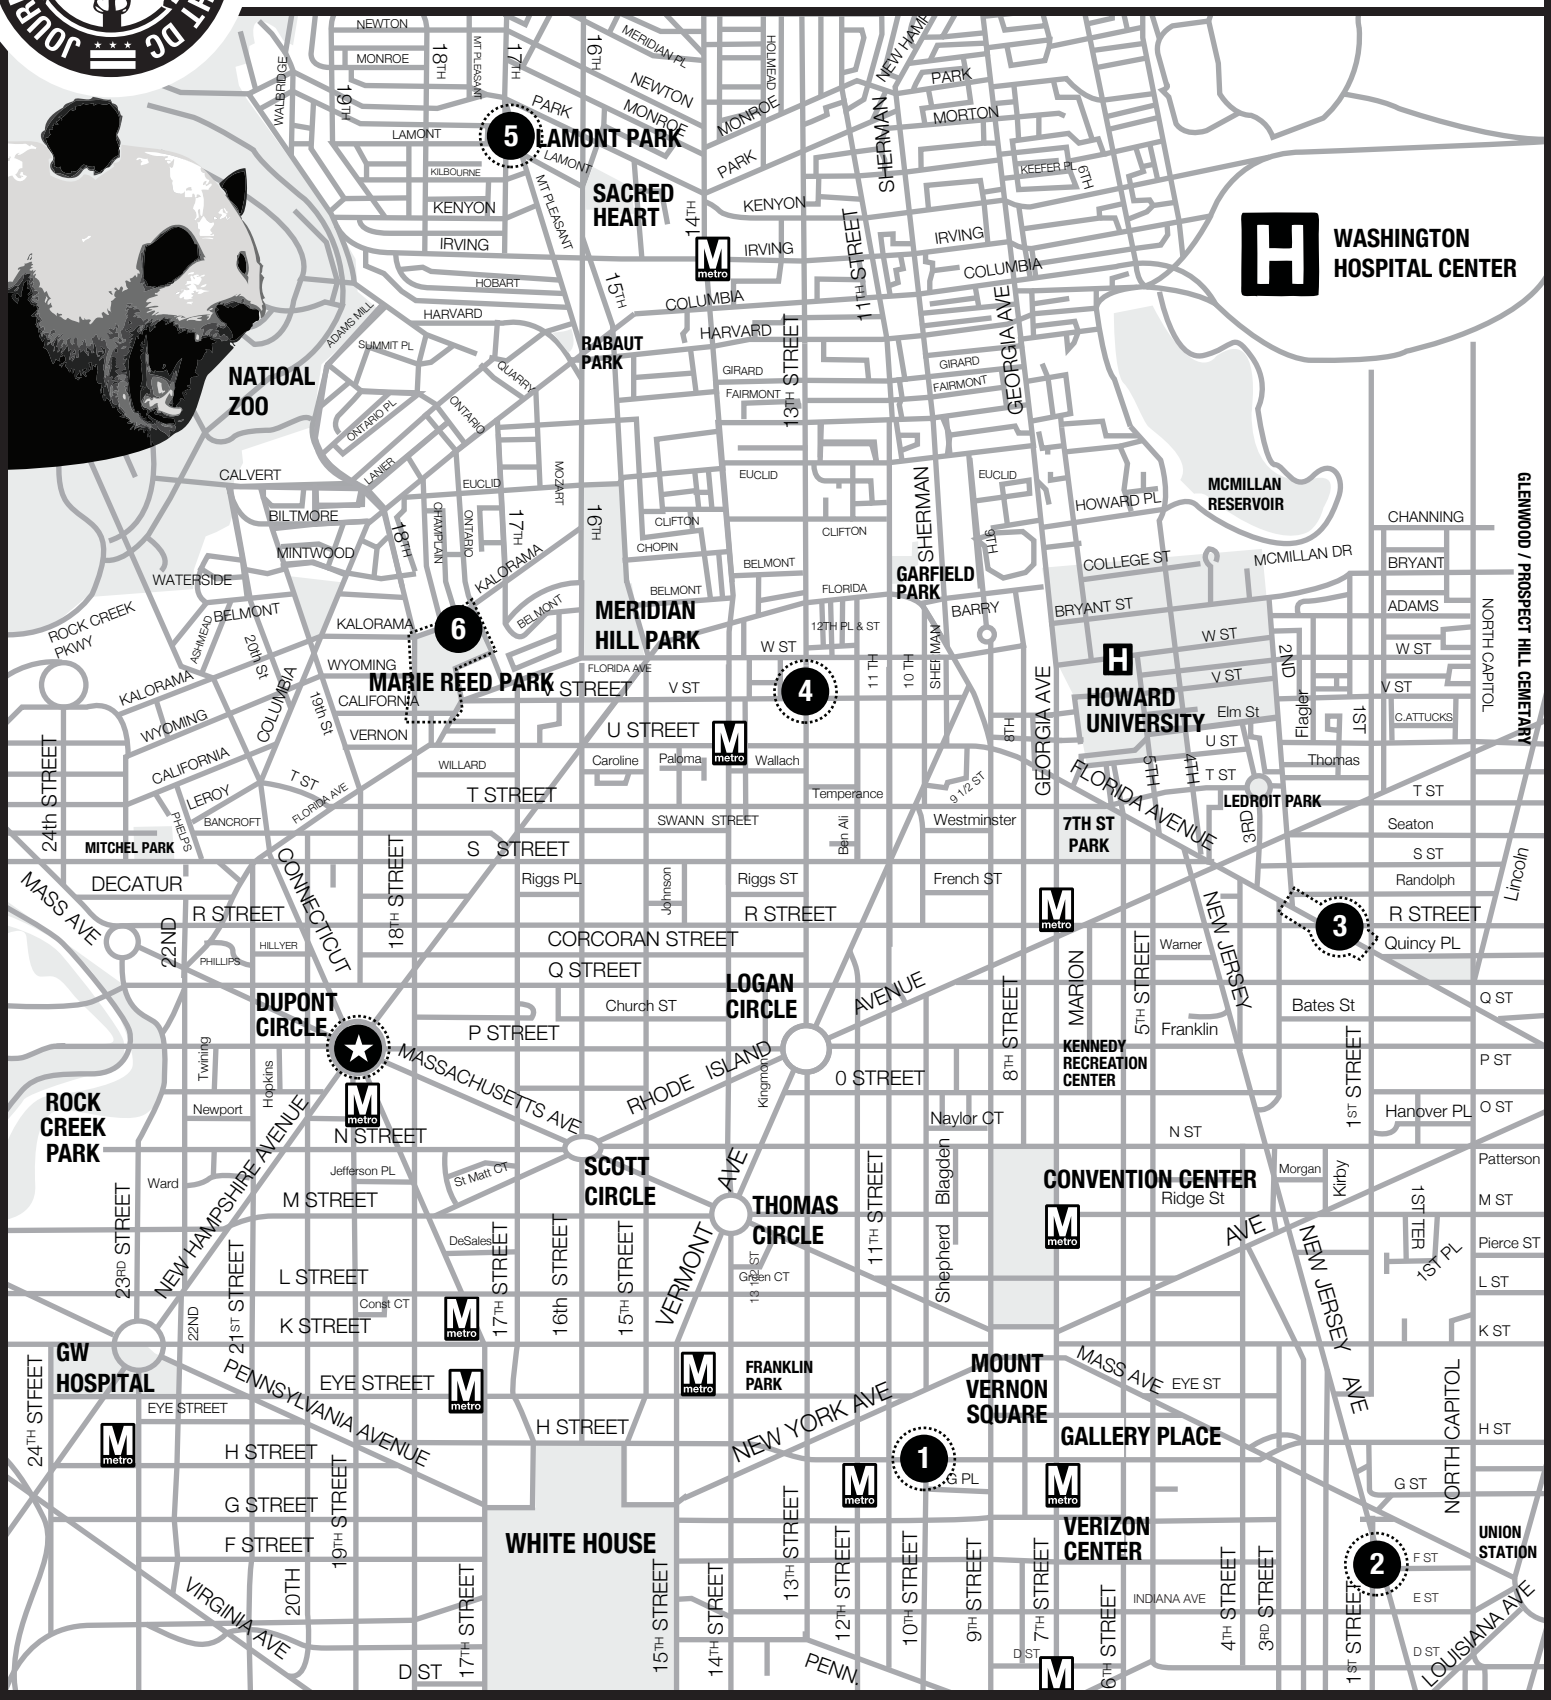 JOUR
HT DC
NEWTON
MONROE
WALBRIDGE
19TH
18TH
MT PLEASANT
17TH
16TH
MERIDIAN PL
NEWTON
MONROE
HOLMEAD
MONROE
NEW HAMP
SHERMAN
PARK
MORTON
PARK
LAMONT
5
LAMONT PARK
LAMONT
KILBOURNE
KEEFER PL
6TH
PARK
SACRED
HEART
KENYON
MT PLEASANT
14TH
KENYON
IRVING
M
metro
IRVING
11TH STREET
IRVING
COLUMBIA
H
WASHINGTON
HOSPITAL CENTER
HOBART
15TH
COLUMBIA
HARVARD
ADAMS MILL
SUMMIT PL
RABAUT
PARK
HARVARD
GEORGIA AVE
NATIOAL
ZOO
QUARRY
GIRARD
FAIRMONT
13TH STREET
GIRARD
FAIRMONT
ONTARIO PL
ONTARIO
CALVERT
LANIER
EUCLID
MOZART
EUCLID
SHERMAN
EUCLID
HOWARD PL
MCMILLAN
RESERVOIR
GLENWOOD / PROSPECT HILL CEMETARY
BILTMORE
MINTWOOD
18TH
CHAMPLAIN
ONTARIO
17TH
16TH
CLIFTON
CHOPIN
CLIFTON
9TH
CHANNING
KALORAMA
BELMONT
BELMONT
COLLEGE ST
MCMILLAN DR
BRYANT
WATERSIDE
GARFIELD
PARK
FLORIDA
BARRY
BRYANT ST
ADAMS
NORTH CAPITOL
ROCK CREEK
PKWY
ASHMEAD
BELMONT
20th St
KALORAMA
6
BELMONT
MERIDIAN
HILL PARK
12TH PL & ST
W ST
W ST
W ST
WYOMING
MARIE REED PARK
FLORIDA AVE
V STREET
V ST
4
11 TH
10 TH
SHERMAN
GEORGIA AVE
H
HOWARD
UNIVERSITY
V ST
2ND
V ST
KALORAMA
COLUMBIA
19th St
CALIFORNIA
Elm St
Flagler
1ST
C.ATTUCKS
WYOMING
VERNON
U STREET
M
metro
8TH
U ST
CALIFORNIA
WILLARD
Caroline
Paloma
Wallach
5TH
4TH
T ST
Thomas
24th STREET
LEROY
T ST
FLORIDA AVE
T STREET
Temperance
9 1/2 ST
FLORIDA AVENUE
LEDROIT PARK
T ST
PHELPS
BANCROFT
SWANN STREET
Ben Ali
Westminster
7TH ST
PARK
3RD
Seaton
MITCHEL PARK
S STREET
S ST
MASS AVE
DECATUR
CONNECTICUT
18TH STREET
Riggs PL
Johnson
Riggs ST
French ST
Randolph
Lincoln
22ND
R STREET
R STREET
M
metro
NEW JERSEY
3
R STREET
PHILLIPS
HILLYER
CORCORAN STREET
Warner
Quincy PL
Q STREET
LOGAN
CIRCLE
AVENUE
MARION
5TH STREET
DUPONT
CIRCLE
Church ST
8TH STREET
Bates St
Q ST
P STREET
Franklin
Twining
Hopkins
MASSACHUSETTS AVE
RHODE ISLAND
Kingmon
O STREET
KENNEDY
RECREATION
CENTER
1ST STREET
P ST
ROCK
CREEK
PARK
Newport
M
metro
N STREET
Naylor CT
N ST
Hanover PL
O ST
NEW HAMPSHIRE AVENUE
Jefferson PL
St Matt CT
SCOTT
CIRCLE
AVE
11TH STREET
Blagden
CONVENTION CENTER
Ridge St
Morgan
Kirby
Patterson
Ward
M STREET
THOMAS
CIRCLE
M
metro
AVE
1ST TER
M ST
23RD STREET
21ST STREET
DeSales
17TH STREET
16th STREET
15TH STREET
VERMONT
13 1/2 ST
Green CT
Shepherd
NEW JERSEY
1ST PL
Pierce ST
L STREET
L ST
22ND
Const CT
K STREET
M
metro
K ST
GW
HOSPITAL
PENNSYLVANIA AVENUE
EYE STREET
M
metro
M
metro
FRANKLIN
PARK
MOUNT
VERNON
SQUARE
MASS AVE
EYE ST
AVE
NORTH CAPITOL
24TH STFEET
EYE STREET
M
metro
H STREET
H STREET
NEW YORK AVE
1
GALLERY PLACE
H ST
19TH STREET
G PL
M
metro
M
metro
G ST
G STREET
13TH STREET
WHITE HOUSE
VERIZON
CENTER
UNION
STATION
F STREET
2
F ST
20TH
VIRGINIA AVE
17TH STREET
15TH STREET
14TH STREET
12TH STREET
10TH STREET
9TH STREET
7TH STREET
6TH STREET
INDIANA AVE
4TH STREET
3RD STREET
1ST STREET
E ST
D ST
PENN.
D ST
M
D ST
LOUISIANA AVE